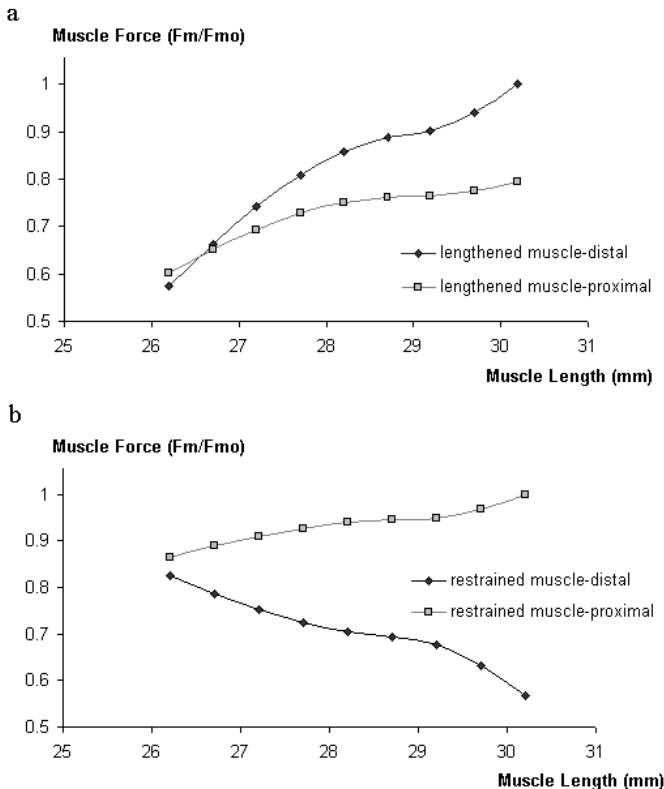 a
Muscle Force (Fm/Fmo)
1
0.9
0.8
0.7
0.6
0.5
lengthened muscle-distal
lengthened muscle-proximal
25 26 27 28 29 30 31
Muscle Length (mm)
b
Muscle Force (Fm/Fmo)
1
0.9
0.8
0.7
0.6
0.5
restrained muscle-distal
restrained muscle-proximal
25 26 27 28 29 30 31
Muscle Length (mm)